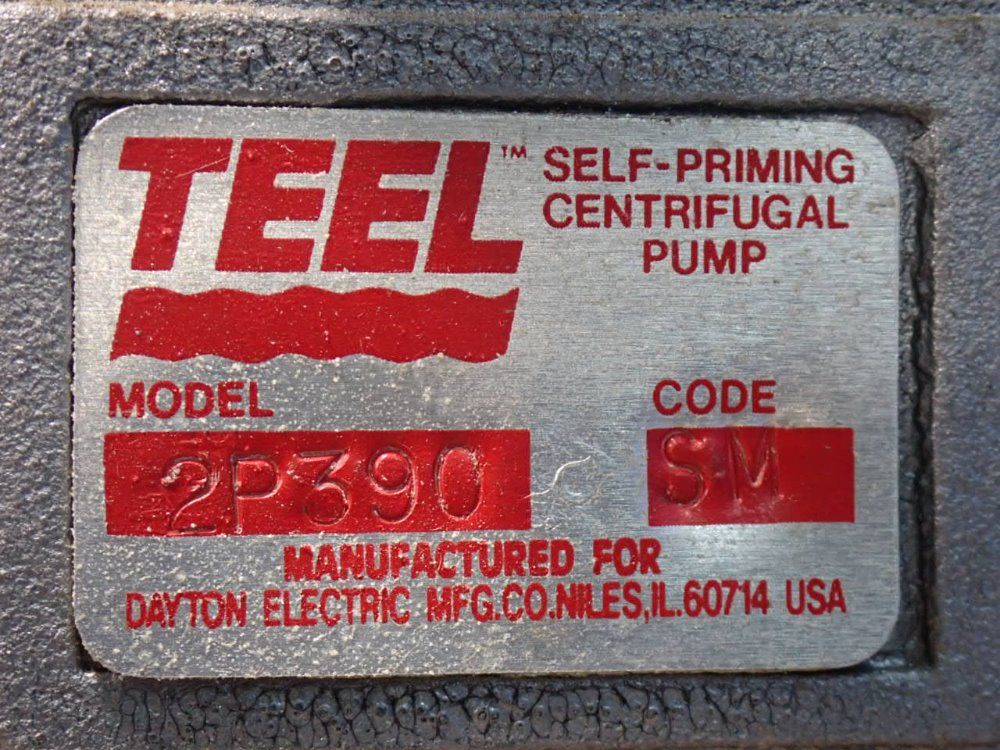 TEEL™
SELF-PRIMING
CENTRIFUGAL
PUMP
MODEL
2P390
CODE
SM
MANUFACTURED FOR
DAYTON ELECTRIC MFG.CO.NILES,IL.60714 USA